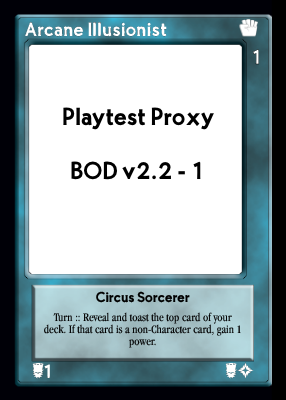 Arcane Illusionist
1
Playtest Proxy
BOD v2.2 - 1
Circus Sorcerer
Turn :: Reveal and toast the top card of your
deck. If that card is a non-Character card, gain 1
power.
1